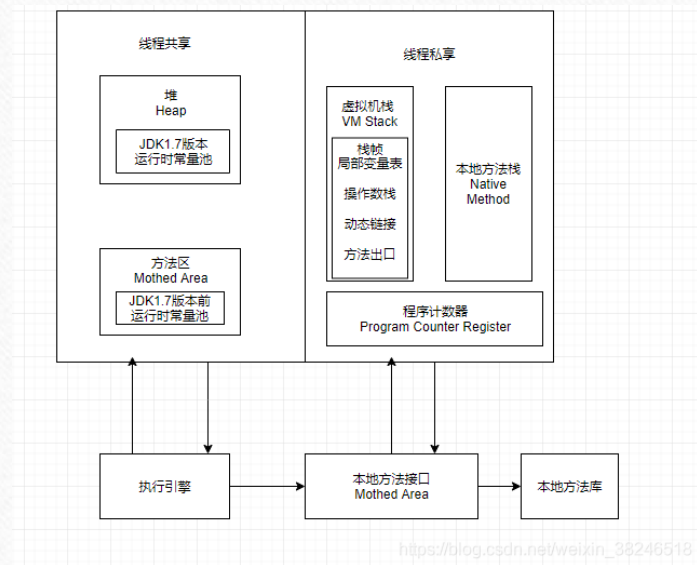 线程共享
堆
Heap
JDK1.7版本
运行时常量池
方法区
Mothed Area
JDK1.7版本前
运行时常量池
线程私享
虚拟机栈
VM Stack
栈帧
局部变量表
操作数栈
动态链接
方法出口
本地方法栈
Native
Method
程序计数器
Program Counter Register
执行引擎
本地方法接口
Mothed Area
本地方法库
https://blog.csdn.net/weixin_38246518